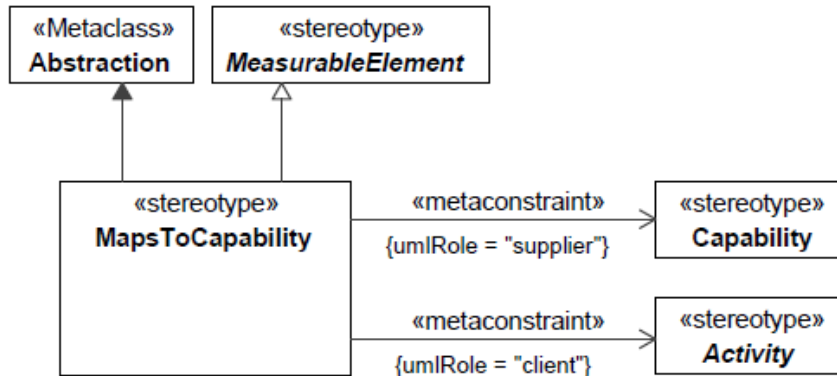 «Metaclass»
Abstraction
«stereotype»
MeasurableElement
«stereotype»
MapsToCapability
«metaconstraint»
{umlRole = "supplier"}
«stereotype»
Capability
«metaconstraint»
{umlRole = "client"}
«stereotype»
Activity